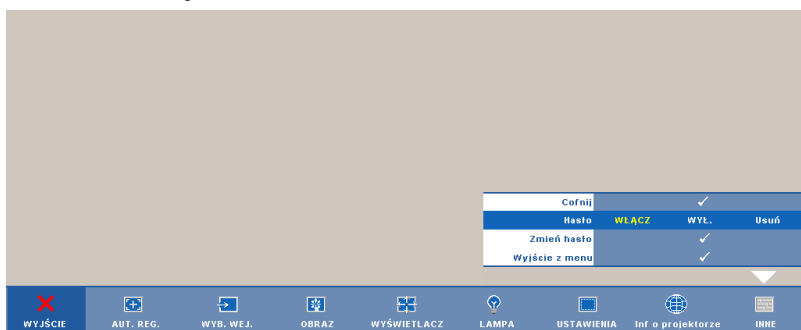 Cofnij
Hasło WŁĄCZ WYŁ. Usuń
Zmień hasło
Wyjście z menu
WYJŚCIE AUT. REG. WYB. WEJ. OBRAZ WYŚWIETLACZ LAMPA USTAWIENIA Inf o projektorze INNE